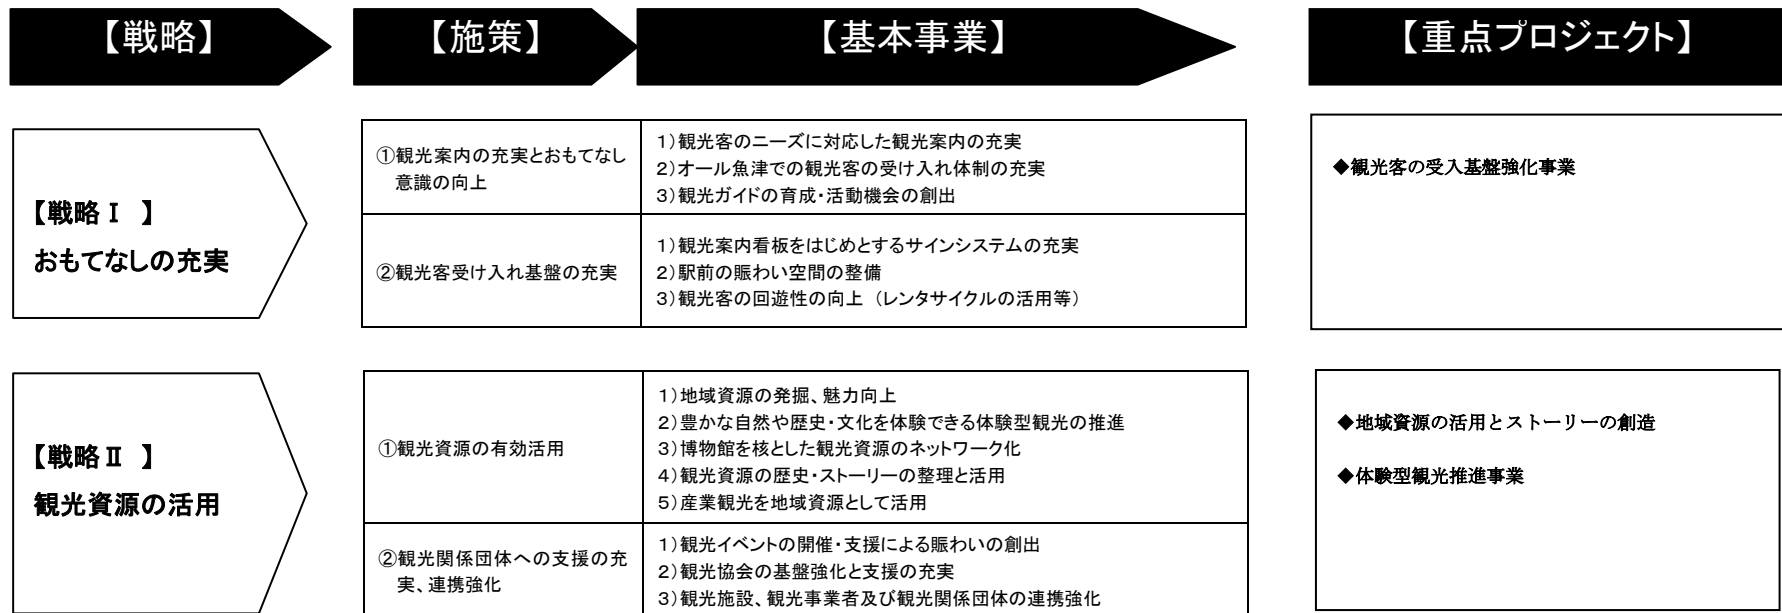 【戦略】
【施策】
【基本事業】
【重点プロジェクト】
【戦略Ⅰ 】
おもてなしの充実
①観光案内の充実とおもてなし
意識の向上
1)観光客のニーズに対応した観光案内の充実
2)オール魚津での観光客の受け入れ体制の充実
3)観光ガイドの育成・活動機会の創出
②観光客受け入れ基盤の充実
1)観光案内看板をはじめとするサインシステムの充実
2)駅前の賑わい空間の整備
3)観光客の回遊性の向上 (レンタサイクルの活用等)
◆観光客の受入基盤強化事業
【戦略Ⅱ 】
観光資源の活用
①観光資源の有効活用
1)地域資源の発掘、魅力向上
2)豊かな自然や歴史・文化を体験できる体験型観光の推進
3)博物館を核とした観光資源のネットワーク化
4)観光資源の歴史・ストーリーの整理と活用
5)産業観光を地域資源として活用
②観光関係団体への支援の充
実、連携強化
1)観光イベントの開催・支援による賑わいの創出
2)観光協会の基盤強化と支援の充実
3)観光施設、観光事業者及び観光関係団体の連携強化
◆地域資源の活用とストーリーの創造
◆体験型観光推進事業